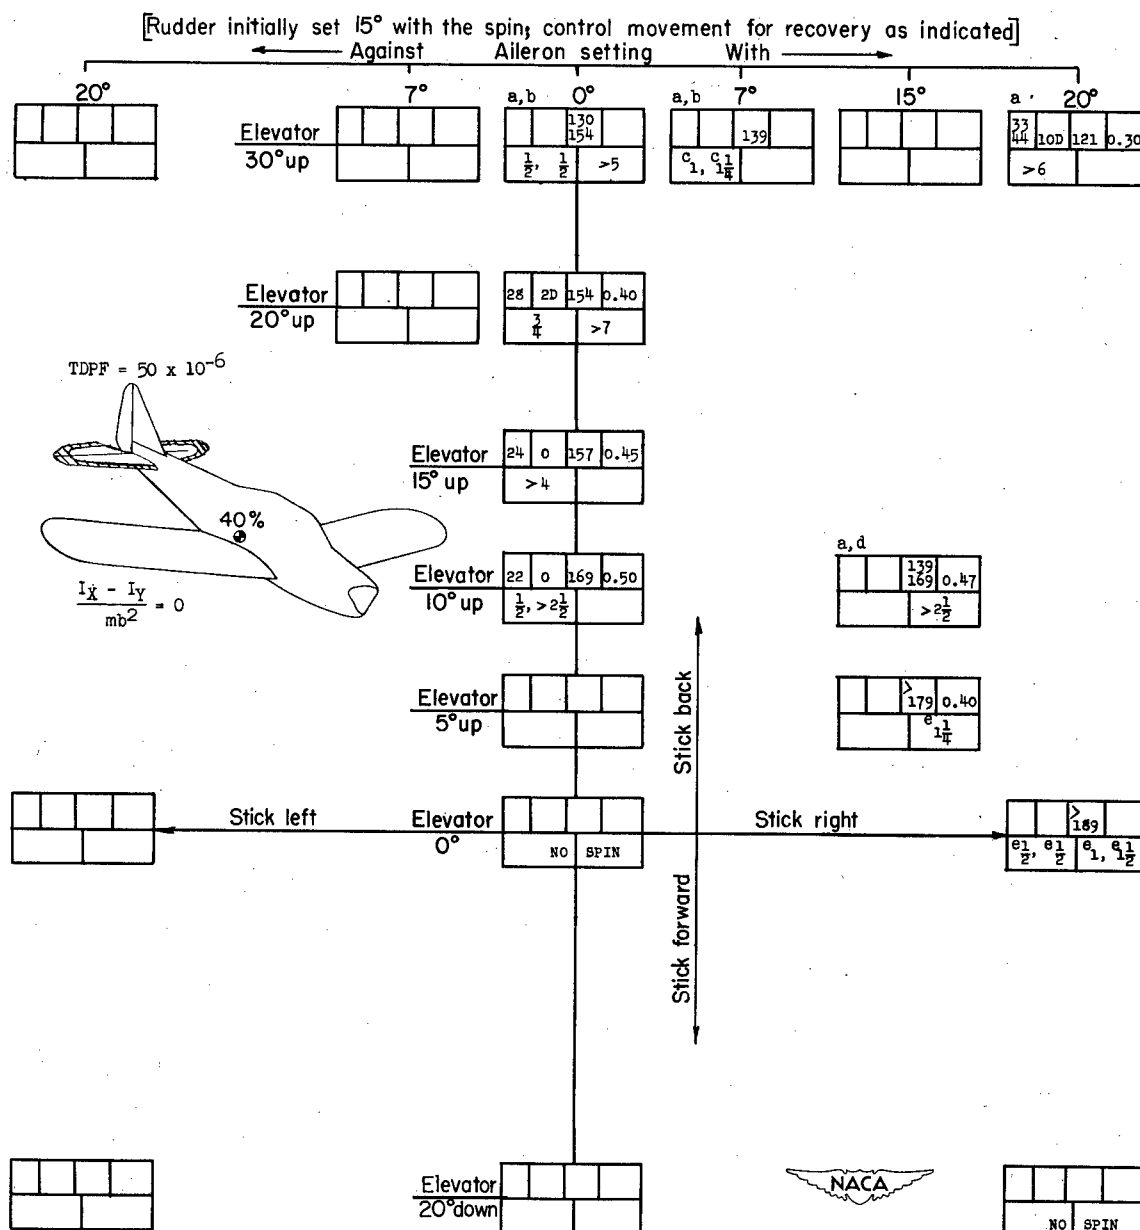 [Rudder initially set 15° with the spin; control movement for recovery as indicated]
Against Aileron setting With
20° 7° 0° 7° 15° 20°
a,b a,b a
Elevator
30° up
130
154
1/2, 1/2 >5
139
c1, c1 1/4
33
44 10D 121 0.30
>6
Elevator
20° up
28 2D 154 0.40
3/4 >7
TDPF = 50 x 10-6
40%
IX - IY
mb2 = 0
Elevator
15° up
24 0 157 0.45
>4
Elevator
10° up
22 0 169 0.50
1/2, >2 1/2
a,d
139
169 0.47
>2 1/2
Elevator
5° up
>
179 0.40
e1 1/4
Stick back
Stick left
Elevator
0°
NO SPIN
Stick right
>
189
e1/2, e1/2 e1, e1 1/2
Stick forward
Elevator
20° down
NACA
NO SPIN